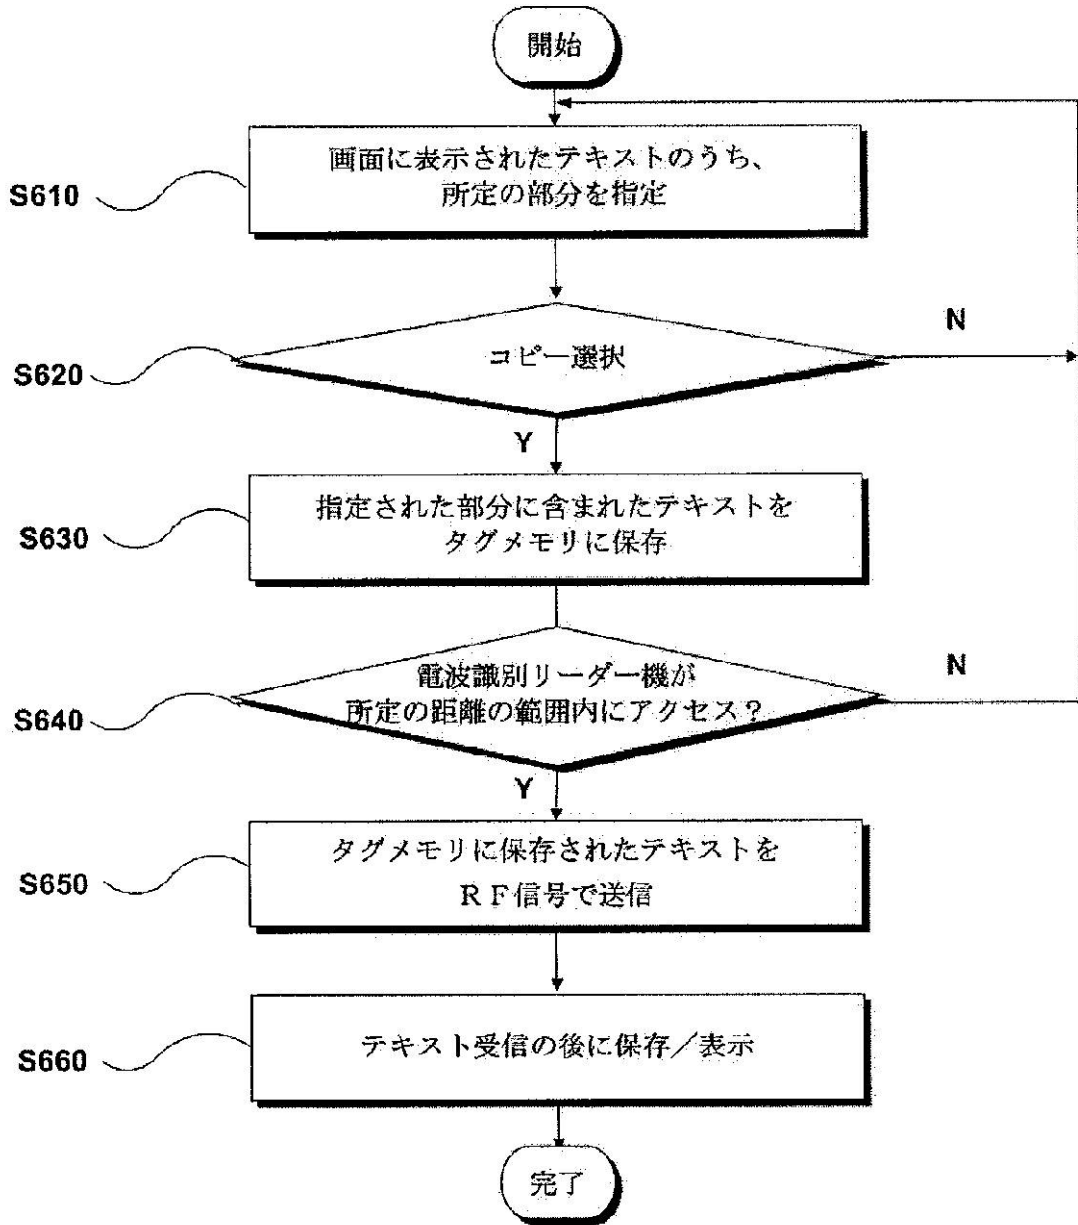 開始
画面に表示されたテキストのうち、
所定の部分を指定
S610
N
コピー選択
S620
Y
指定された部分に含まれたテキストを
タグメモリに保存
S630
電波識別リーダー機が
所定の距離の範囲内にアクセス？
N
S640
Y
タグメモリに保存されたテキストを
ＲＦ信号で送信
S650
テキスト受信の後に保存／表示
S660
完了